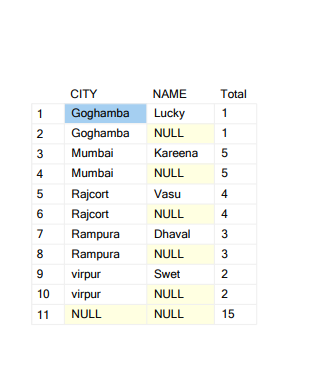 CITY NAME Total
1 Goghamba Lucky 1
2 Goghamba NULL 1
3 Mumbai Kareena 5
4 Mumbai NULL 5
5 Rajcort Vasu 4
6 Rajcort NULL 4
7 Rampura Dhaval 3
8 Rampura NULL 3
9 virpur Swet 2
10 virpur NULL 2
11 NULL NULL 15